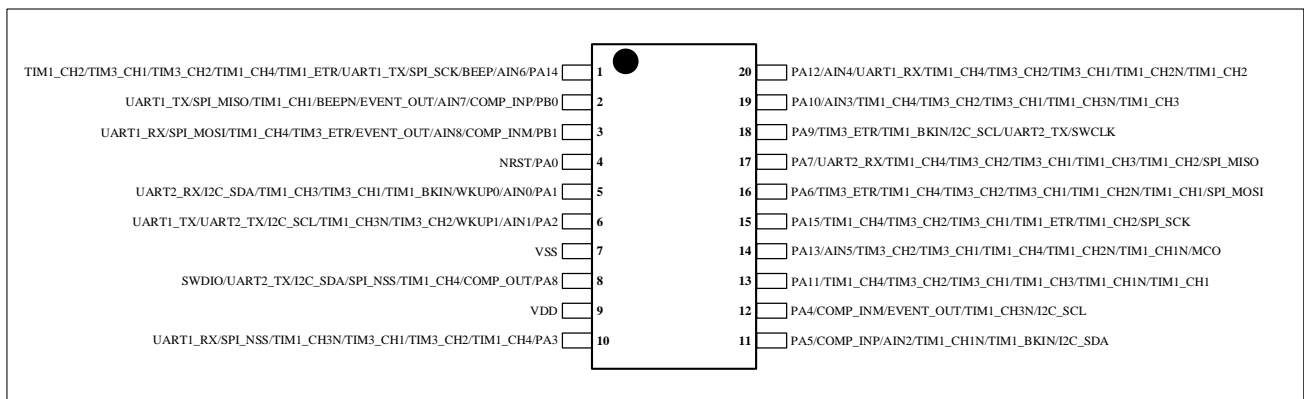 TIM1_CH2/TIM3_CH1/TIM3_CH2/TIM1_CH4/TIM1_ETR/UART1_TX/SPI_SCK/BEEP/AIN6/PA14 1 20 PA12/AIN4/UART1_RX/TIM1_CH4/TIM3_CH2/TIM3_CH1/TIM1_CH2N/TIM1_CH2
UART1_TX/SPI_MISO/TIM1_CH1/BEEPN/EVENT_OUT/AIN7/COMP_INP/PB0 2 19 PA10/AIN3/TIM1_CH4/TIM3_CH2/TIM3_CH1/TIM1_CH3N/TIM1_CH3
UART1_RX/SPI_MOSI/TIM1_CH4/TIM3_ETR/EVENT_OUT/AIN8/COMP_INM/PB1 3 18 PA9/TIM3_ETR/TIM1_BKIN/I2C_SCL/UART2_TX/SWCLK
NRST/PA0 4 17 PA7/UART2_RX/TIM1_CH4/TIM3_CH2/TIM3_CH1/TIM1_CH3/TIM1_CH2/SPI_MISO
UART2_RX/I2C_SDA/TIM1_CH3/TIM3_CH1/TIM1_BKIN/WKUP0/AIN0/PA1 5 16 PA6/TIM3_ETR/TIM1_CH4/TIM3_CH2/TIM3_CH1/TIM1_CH2N/TIM1_CH1/SPI_MOSI
UART1_TX/UART2_TX/I2C_SCL/TIM1_CH3N/TIM3_CH2/WKUP1/AIN1/PA2 6 15 PA15/TIM1_CH4/TIM3_CH2/TIM3_CH1/TIM1_ETR/TIM1_CH2/SPI_SCK
VSS 7 14 PA13/AIN5/TIM3_CH2/TIM3_CH1/TIM1_CH4/TIM1_CH2N/TIM1_CH1N/MCO
SWDIO/UART2_TX/I2C_SDA/SPI_NSS/TIM1_CH4/COMP_OUT/PA8 8 13 PA11/TIM1_CH4/TIM3_CH2/TIM3_CH1/TIM1_CH3/TIM1_CH1N/TIM1_CH1
VDD 9 12 PA4/COMP_INM/EVENT_OUT/TIM1_CH3N/I2C_SCL
UART1_RX/SPI_NSS/TIM1_CH3N/TIM3_CH1/TIM3_CH2/TIM1_CH4/PA3 10 11 PA5/COMP_INP/AIN2/TIM1_CH1N/TIM1_BKIN/I2C_SDA